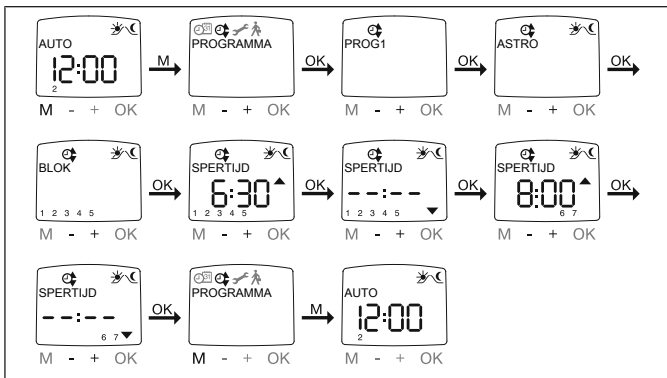 AUTO
12:00
2
M - + OK
M
31
PROGRAMMA
M - + OK
OK
PROG1
M - + OK
OK
ASTRO
M - + OK
OK
BLOK
1 2 3 4 5
M - + OK
OK
SPERTIJD
6:30
1 2 3 4 5
M - + OK
OK
SPERTIJD
--:--
1 2 3 4 5
M - + OK
OK
SPERTIJD
8:00
6 7
M - + OK
OK
SPERTIJD
--:--
6 7
M - + OK
OK
31
PROGRAMMA
M - + OK
M
AUTO
12:00
2
M - + OK